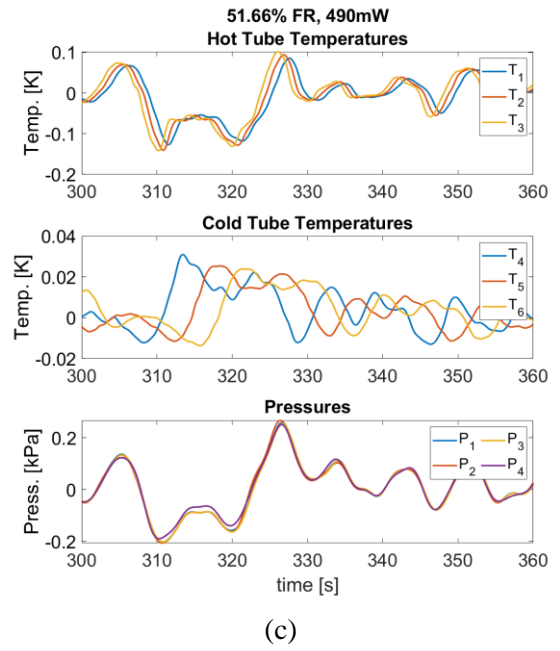 51.66% FR, 490mW
Hot Tube Temperatures
Temp. [K]
0.1
0
-0.1
-0.2
T1
T2
T3
300 310 320 330 340 350 360
Cold Tube Temperatures
Temp. [K]
0.04
0.02
0
-0.02
T4
T5
T6
300 310 320 330 340 350 360
Pressures
Press. [kPa]
0.2
0
-0.2
P1 P3
P2 P4
300 310 320 330 340 350 360
time [s]
(c)